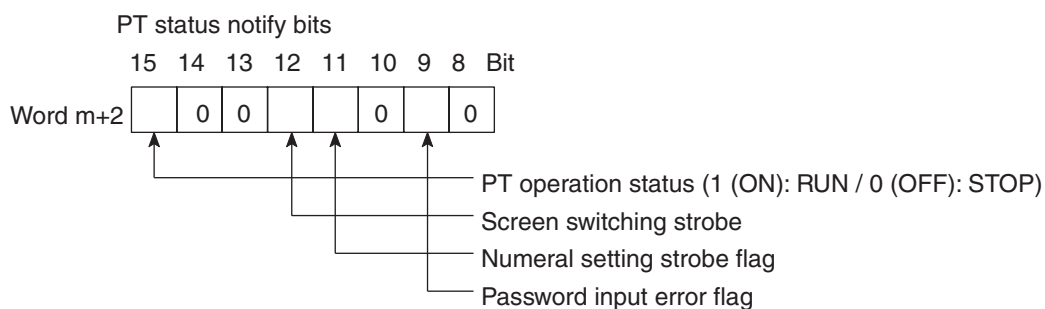 PT status notify bits
15 14 13 12 11 10 9 8 Bit
Word m+2 0 0 0 0
PT operation status (1 (ON): RUN / 0 (OFF): STOP)
Screen switching strobe
Numeral setting strobe flag
Password input error flag